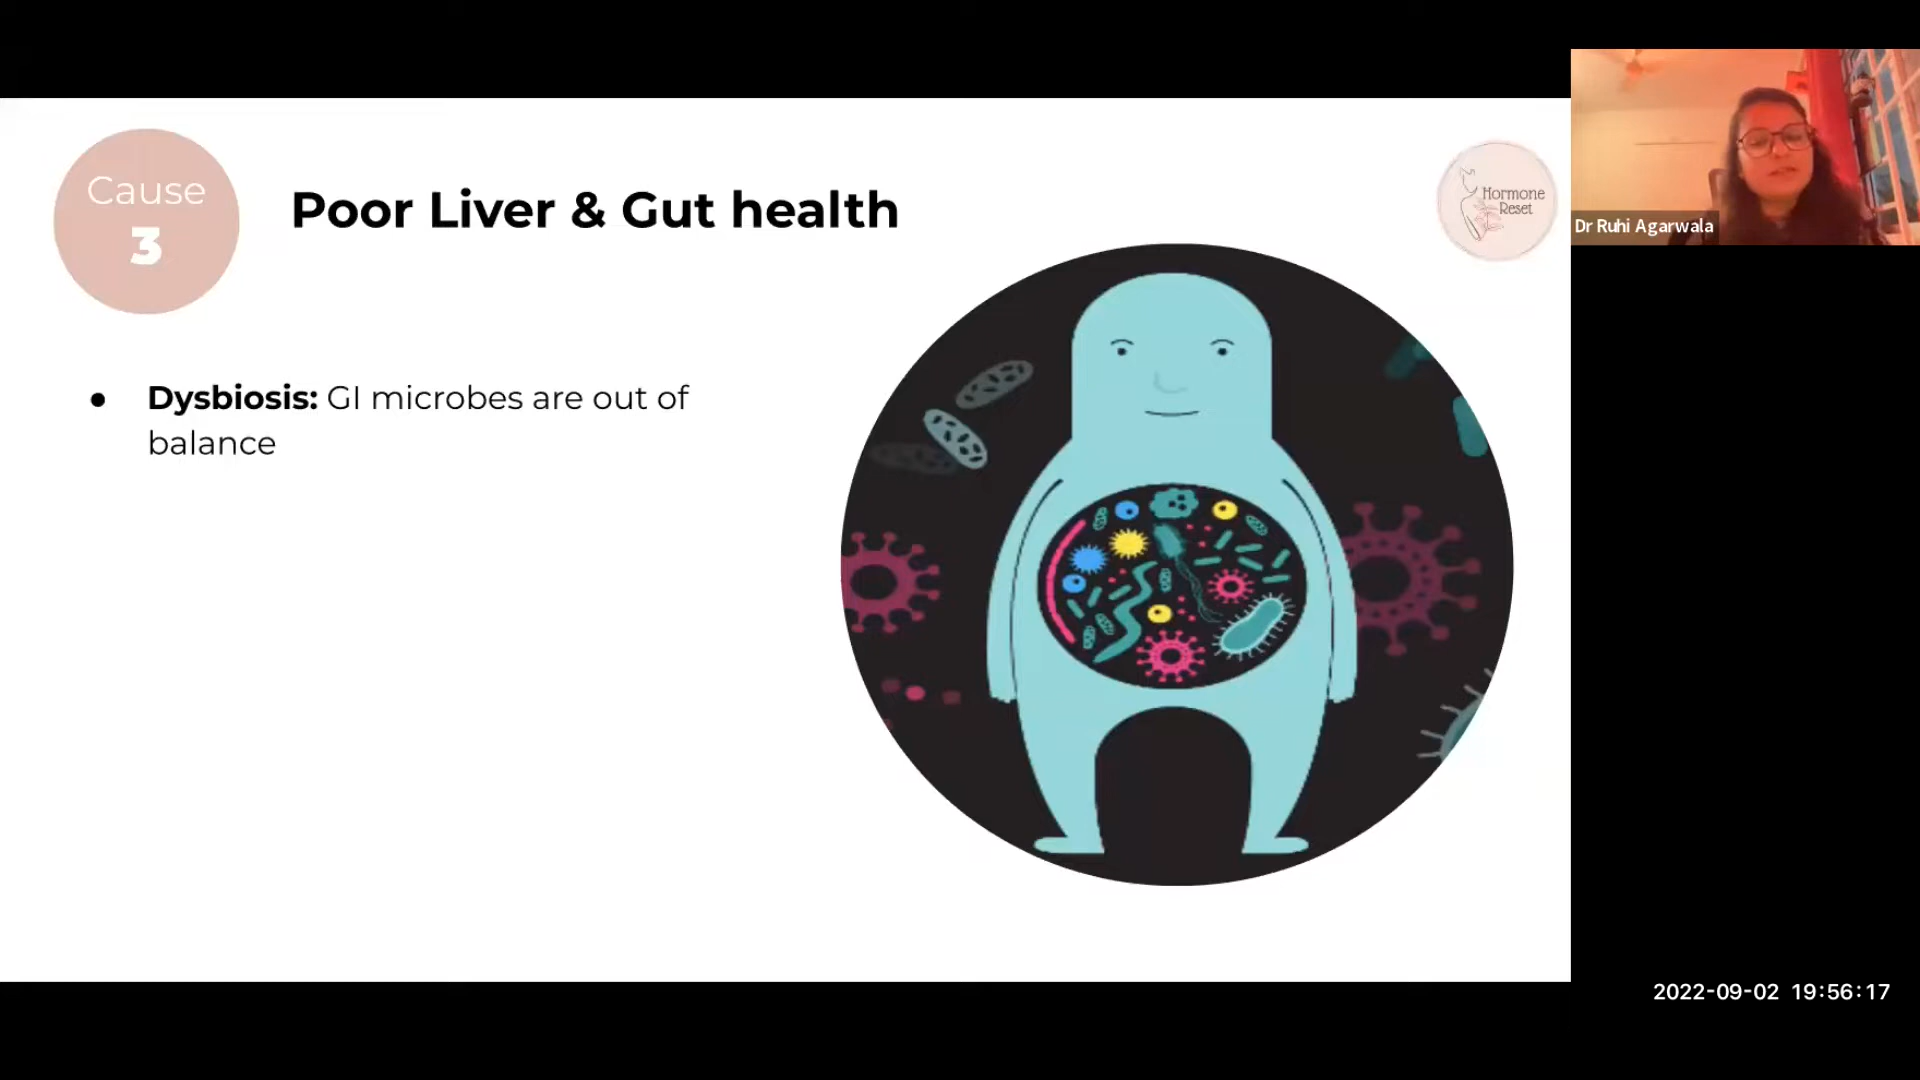 Cause
3
Poor Liver & Gut health
Hormone
Reset
Dr Ruhi Agarwala
● Dysbiosis: GI microbes are out of
balance
2022-09-02 19:56:17